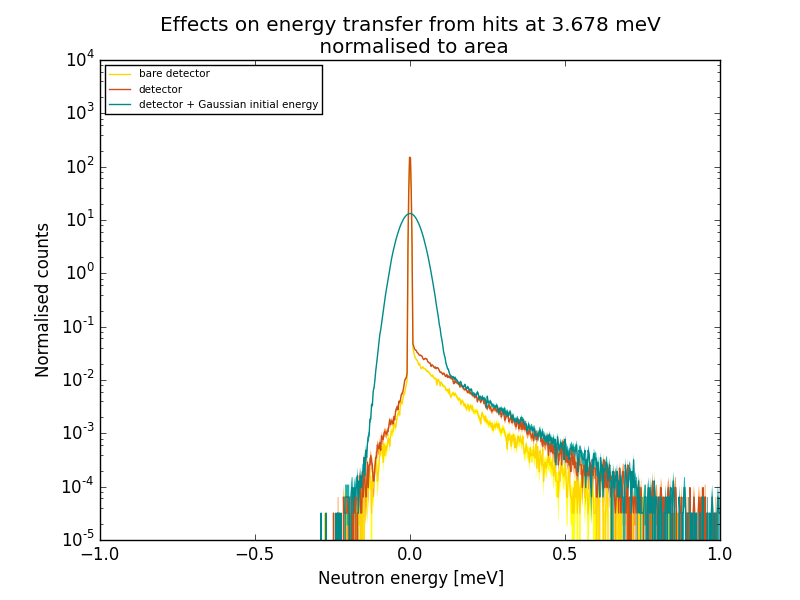 Effects on energy transfer from hits at 3.678 meV
normalised to area
bare detector
detector
detector + Gaussian initial energy
10^4
10^3
10^2
10^1
10^0
10^-1
10^-2
10^-3
10^-4
10^-5
Normalised counts
−1.0 −0.5 0.0 0.5 1.0
Neutron energy [meV]